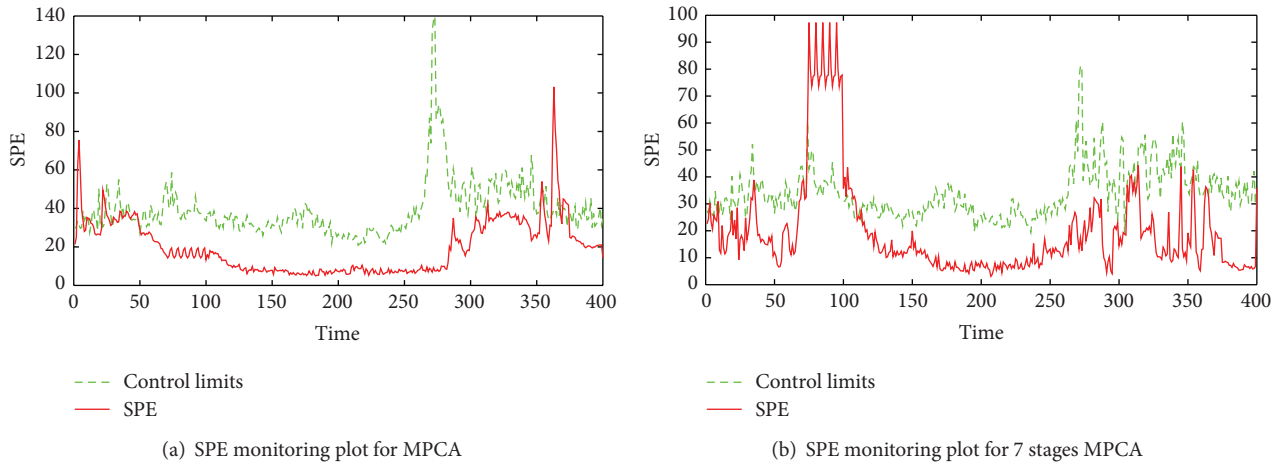 140
120
100
80
60
40
20
0
SPE
0 50 100 150 200 250 300 350 400
Time
Control limits
SPE
(a) SPE monitoring plot for MPCA
100
90
80
70
60
50
40
30
20
10
0
SPE
0 50 100 150 200 250 300 350 400
Time
Control limits
SPE
(b) SPE monitoring plot for 7 stages MPCA